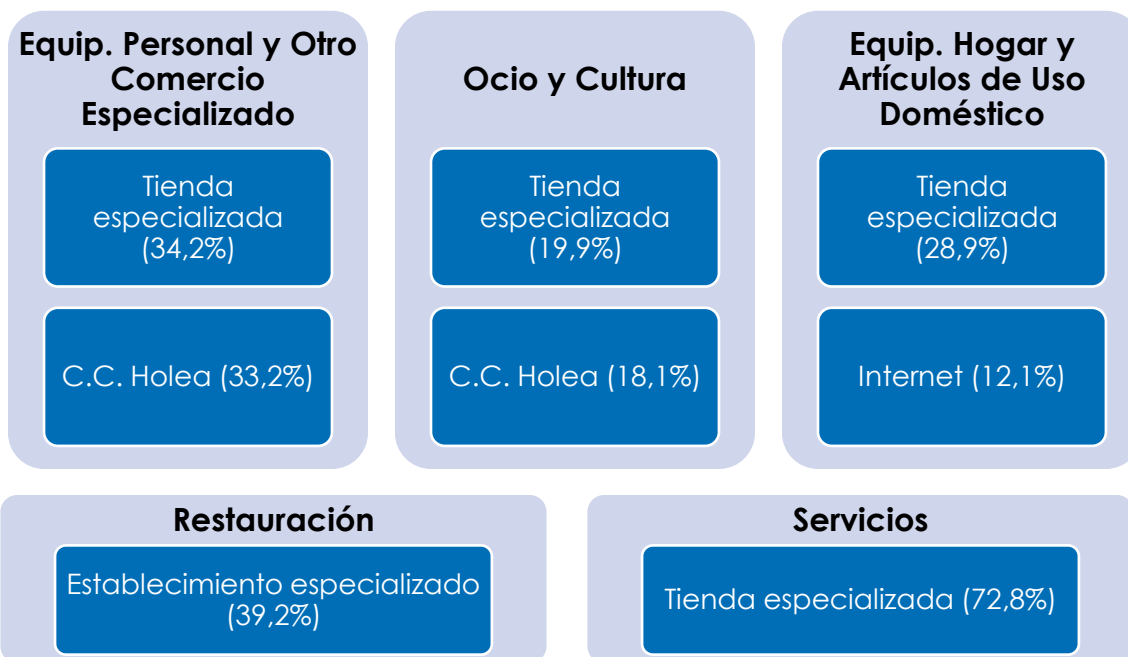 Equip. Personal y Otro
Comercio
Especializado
Tienda
especializada
(34,2%)
C.C. Holea (33,2%)
Ocio y Cultura
Tienda
especializada
(19,9%)
C.C. Holea (18,1%)
Equip. Hogar y
Artículos de Uso
Doméstico
Tienda
especializada
(28,9%)
Internet (12,1%)
Restauración
Establecimiento especializado
(39,2%)
Servicios
Tienda especializada (72,8%)